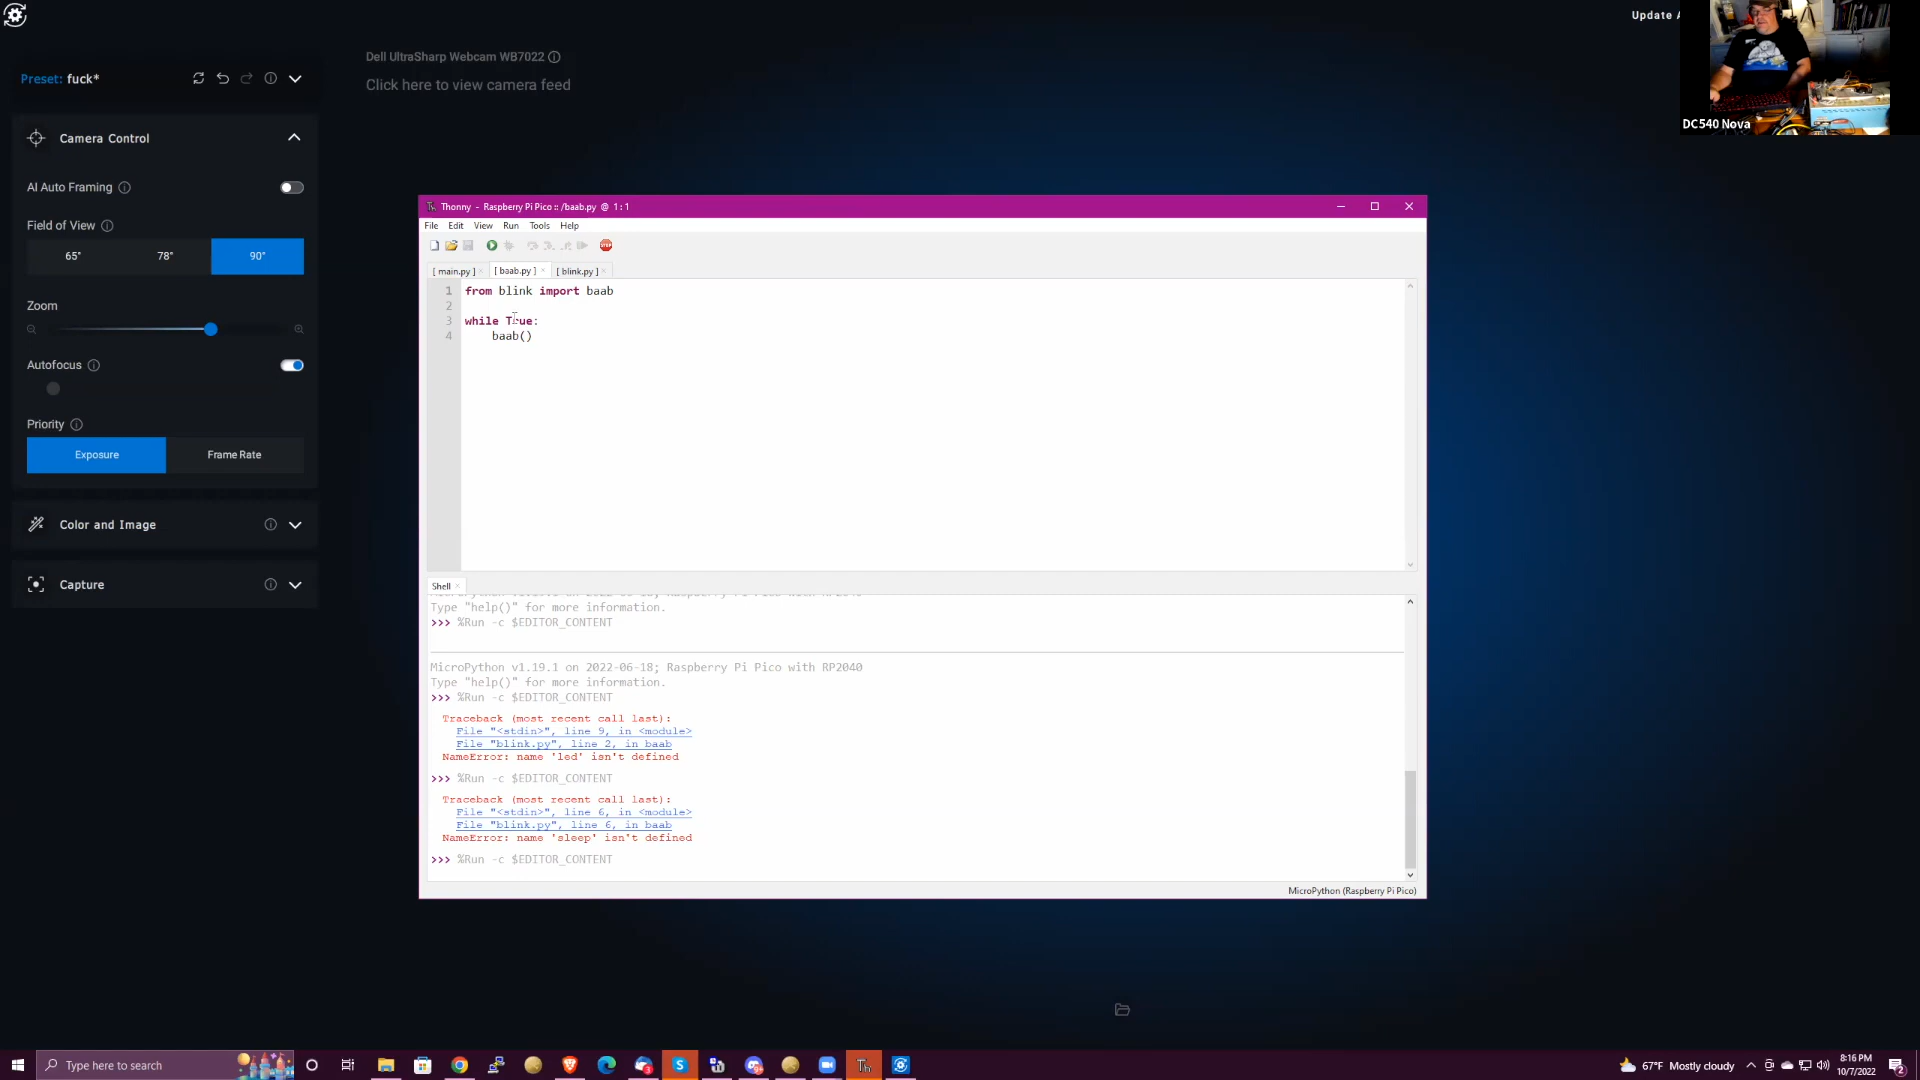 Update A
DC540 Nova
Preset: fuck*
Dell UltraSharp Webcam WB7022
Click here to view camera feed
Camera Control
AI Auto Framing
Field of View
65°
78°
90°
Zoom
Autofocus
Priority
Exposure
Frame Rate
Color and Image
Capture
Thonny - Raspberry Pi Pico :: /baab.py @ 1 : 1
File Edit View Run Tools Help
STOP
[ main.py ] [ baab.py ] [ blink.py ]
1 from blink import baab
2
3 while True:
4 baab()
Shell
Type "help()" for more information.
>>> %Run -c $EDITOR_CONTENT
MicroPython v1.19.1 on 2022-06-18; Raspberry Pi Pico with RP2040
Type "help()" for more information.
>>> %Run -c $EDITOR_CONTENT
Traceback (most recent call last):
File "<stdin>", line 9, in <module>
File "blink.py", line 2, in baab
NameError: name 'led' isn't defined
>>> %Run -c $EDITOR_CONTENT
Traceback (most recent call last):
File "<stdin>", line 6, in <module>
File "blink.py", line 6, in baab
NameError: name 'sleep' isn't defined
>>> %Run -c $EDITOR_CONTENT
MicroPython (Raspberry Pi Pico)
Type here to search
67°F Mostly cloudy
8:16 PM
10/7/2022